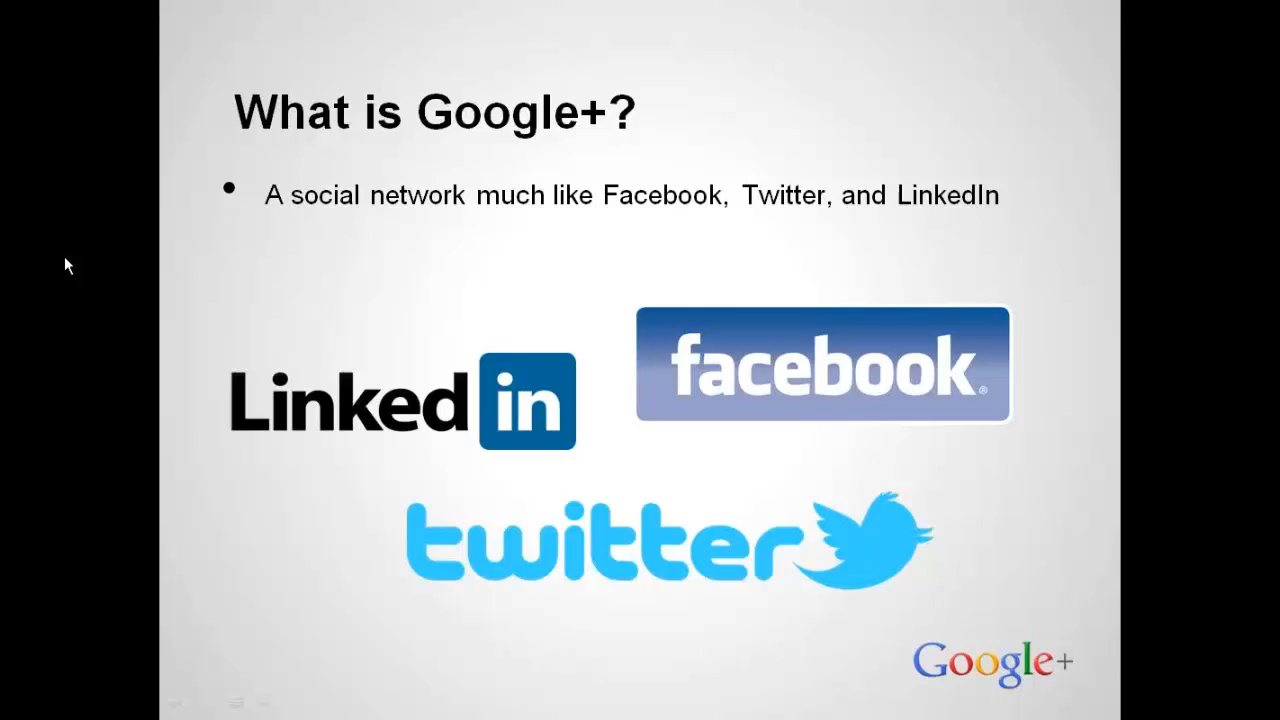 What is Google+?
• A social network much like Facebook, Twitter, and LinkedIn
facebook®
Linked in
twitter
Google+